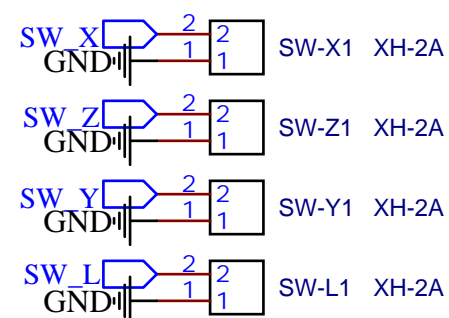 SW_X 2 2 SW-X1 XH-2A
GND 1 1
SW_Z 2 2 SW-Z1 XH-2A
GND 1 1
SW_Y 2 2 SW-Y1 XH-2A
GND 1 1
SW_L 2 2 SW-L1 XH-2A
GND 1 1